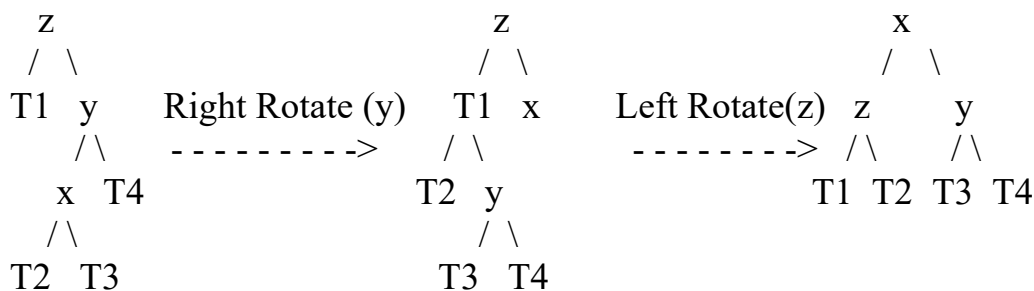 z z x
/ \ / \ / \
T1 y Right Rotate (y) T1 x Left Rotate(z) z y
/ \ - - - - - - - - -> / \ - - - - - - - -> / \ / \
x T4 T2 y T1 T2 T3 T4
/ \ / \
T2 T3 T3 T4